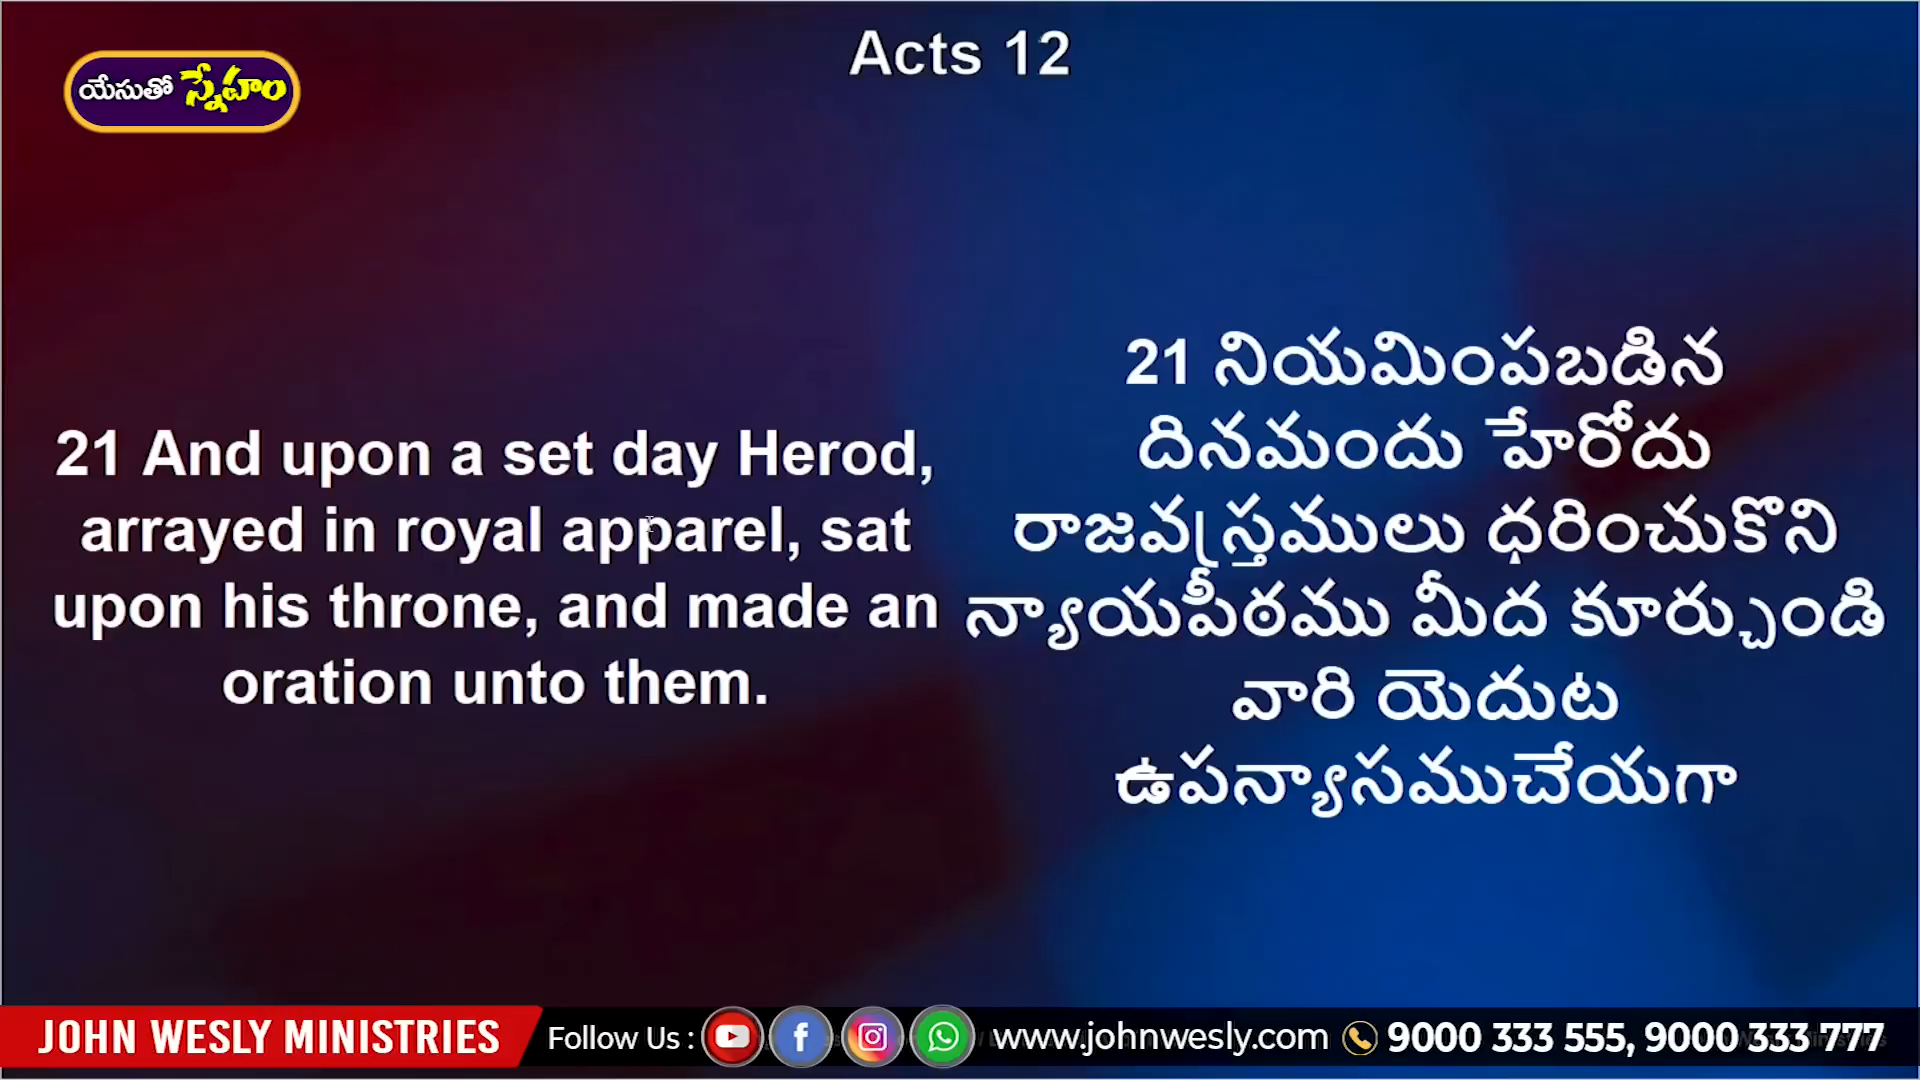 Acts 12
యేసుతో స్నేహం
21 And upon a set day Herod,
arrayed in royal apparel, sat
upon his throne, and made an
oration unto them.
21 నియమింపబడిన
దినమందు హేరోదు
రాజవస్త్రములు ధరించుకొని
న్యాయపీఠము మీద కూర్చుండి
వారి యెదుట
ఉపన్యాసముచేయగా
JOHN WESLY MINISTRIES
Follow Us :
www.johnwesly.com
9000 333 555, 9000 333 777